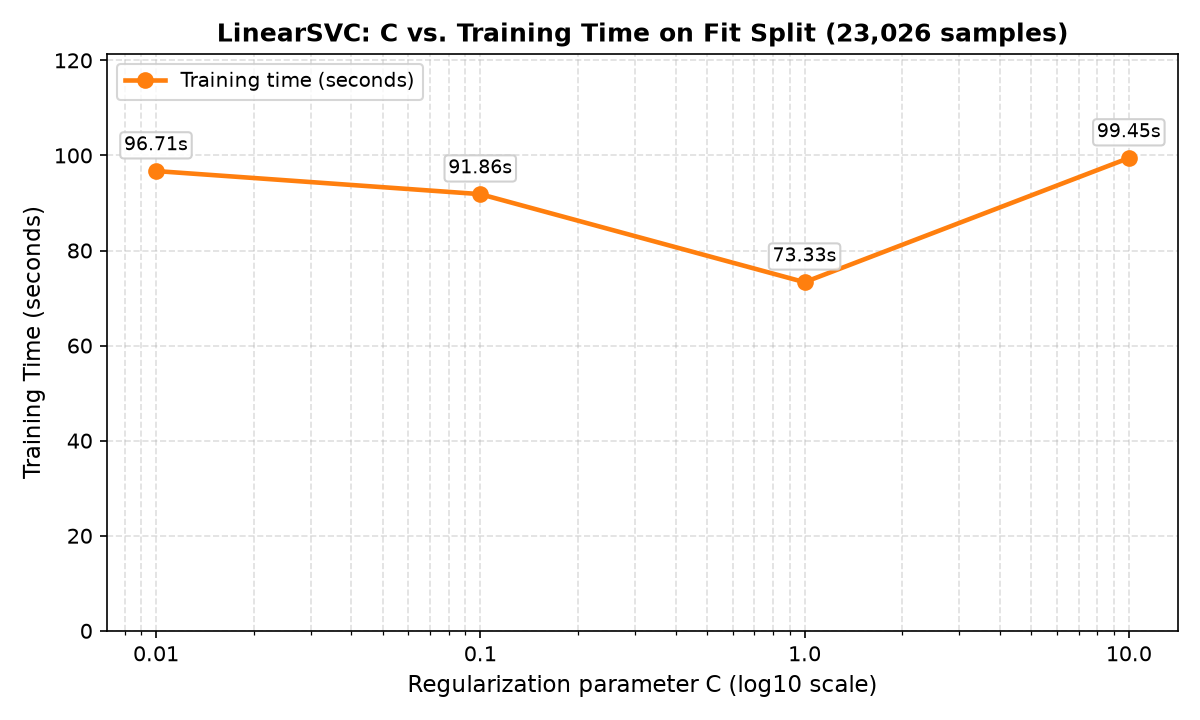 LinearSVC: C vs. Training Time on Fit Split (23,026 samples)
Training time (seconds)
96.71s
91.86s
73.33s
99.45s
Training Time (seconds)
120
100
80
60
40
20
0
0.01
0.1
1.0
10.0
Regularization parameter C (log10 scale)